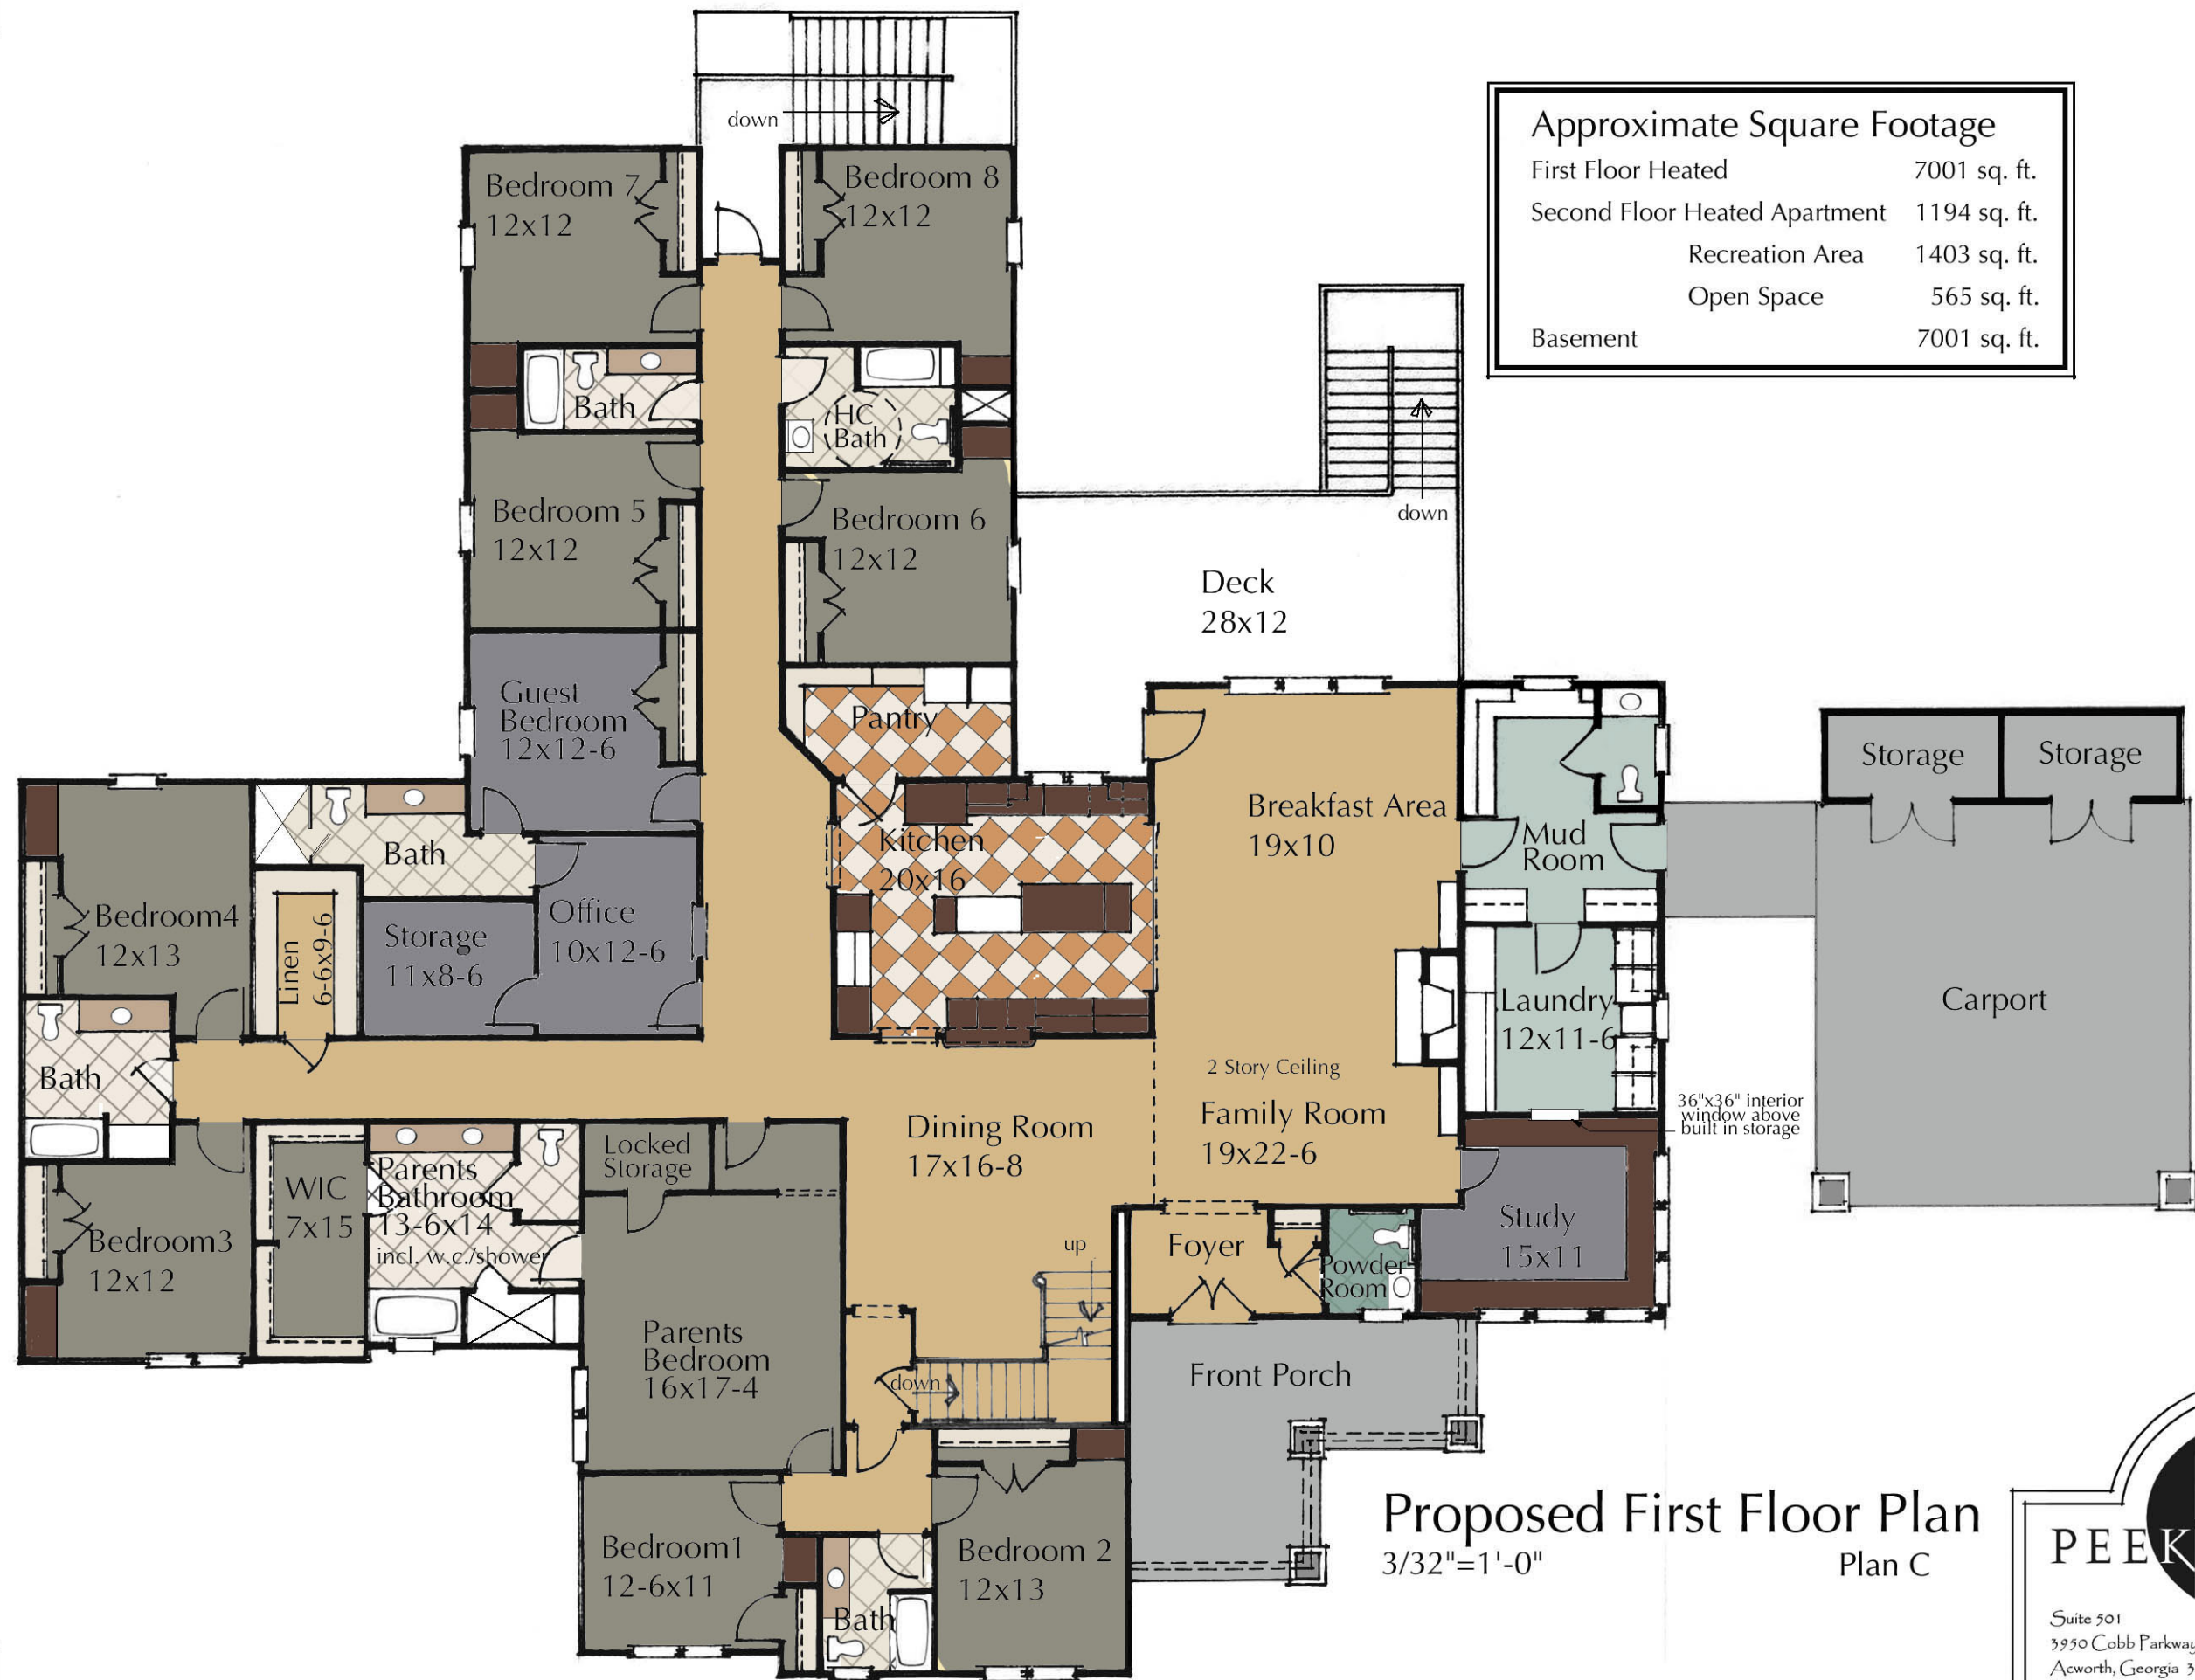 down
Approximate Square Footage
First Floor Heated 7001 sq. ft.
Second Floor Heated Apartment 1194 sq. ft.
Recreation Area 1403 sq. ft.
Open Space 565 sq. ft.
Basement 7001 sq. ft.
Bedroom 7
12x12
Bedroom 8
12x12
Bath
HC
Bath
Bedroom 5
12x12
Bedroom 6
12x12
down
Deck
28x12
Guest
Bedroom
12x12-6
Pantry
Storage
Storage
Breakfast Area
19x10
Mud
Room
Kitchen
20x16
Bath
Bedroom4
12x13
Linen
6-6x9-6
Storage
11x8-6
Office
10x12-6
Laundry
12x11-6
Carport
Bath
2 Story Ceiling
Family Room
19x22-6
Dining Room
17x16-8
36"x36" interior
window above
built in storage
Locked
Storage
WIC
7x15
Parents
Bathroom
13-6x14
incl. w.c./shower
Bedroom3
12x12
up
Foyer
Powder
Room
Study
15x11
Parents
Bedroom
16x17-4
down
Front Porch
Bedroom1
12-6x11
Bath
Bedroom 2
12x13
Proposed First Floor Plan
3/32"=1'-0" Plan C
PEEK
Suite 501
3950 Cobb Parkway
Acworth, Georgia 3